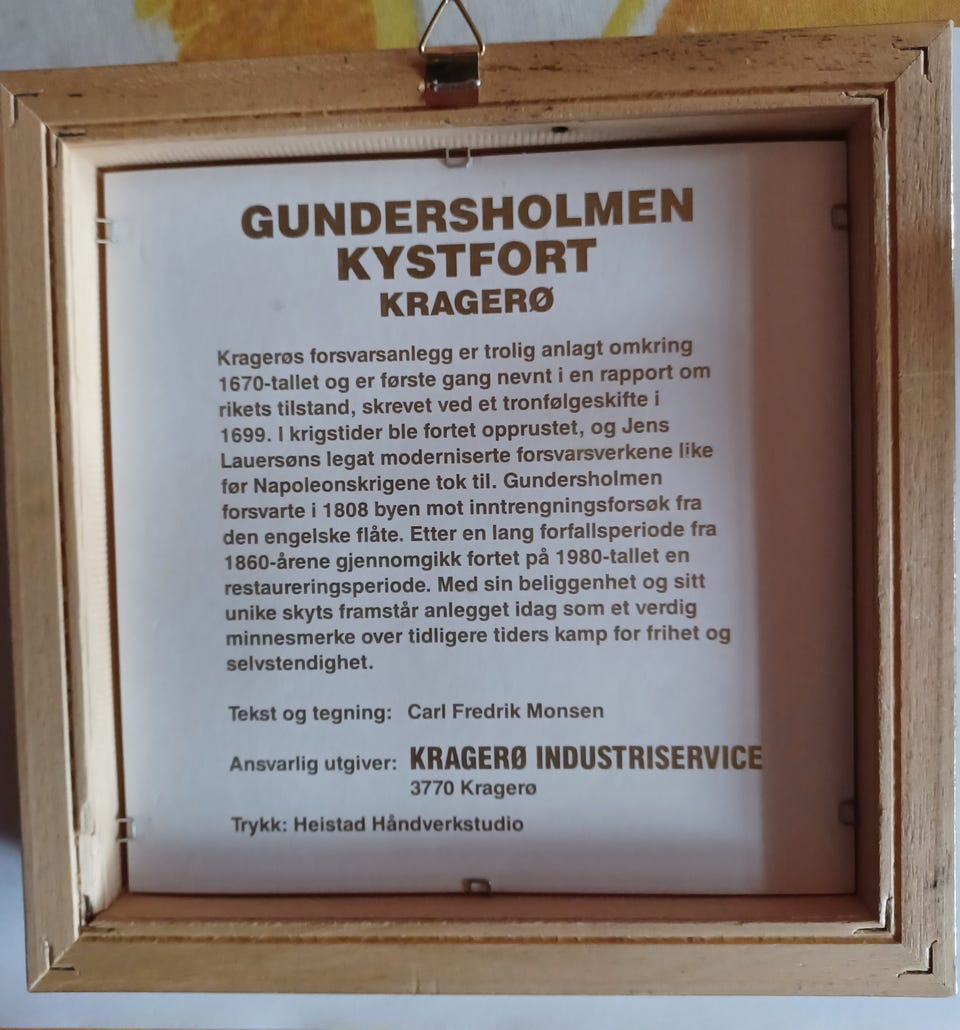 GUNDERSHOLMEN
KYSTFORT
KRAGERØ
Kragerøs forsvarsanlegg er trolig anlagt omkring
1670-tallet og er første gang nevnt i en rapport om
rikets tilstand, skrevet ved et tronfølgeskifte i
1699. I krigstider ble fortet opprustet, og Jens
Lauersøns legat moderniserte forsvarsverkene like
før Napoleonskrigene tok til. Gundersholmen
forsvarte i 1808 byen mot inntrengningsforsøk fra
den engelske flåte. Etter en lang forfallsperiode fra
1860-årene gjennomgikk fortet på 1980-tallet en
restaureringsperiode. Med sin beliggenhet og sitt
unike skyts framstår anlegget idag som et verdig
minnesmerke over tidligere tiders kamp for frihet og
selvstendighet.
Tekst og tegning: Carl Fredrik Monsen
Ansvarlig utgiver: KRAGERØ INDUSTRISERVICE
3770 Kragerø
Trykk: Heistad Håndverkstudio